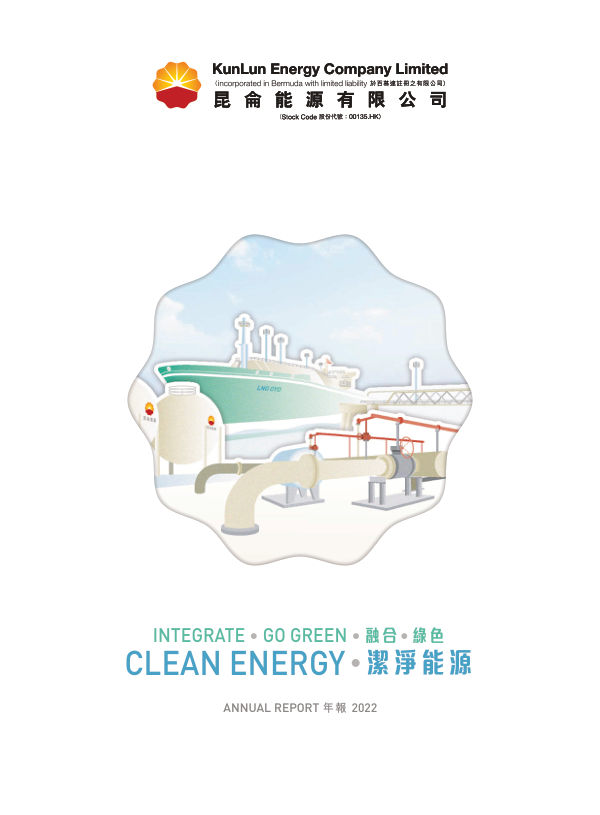 KunLun Energy Company Limited
(incorporated in Bermuda with limited liability 於百慕達註冊之有限公司)
昆侖能源有限公司
(Stock Code 股份代號：00135.HK)
LNG DYD
INTEGRATE • GO GREEN • 融合 • 綠色
CLEAN ENERGY • 潔淨能源
ANNUAL REPORT 年報 2022